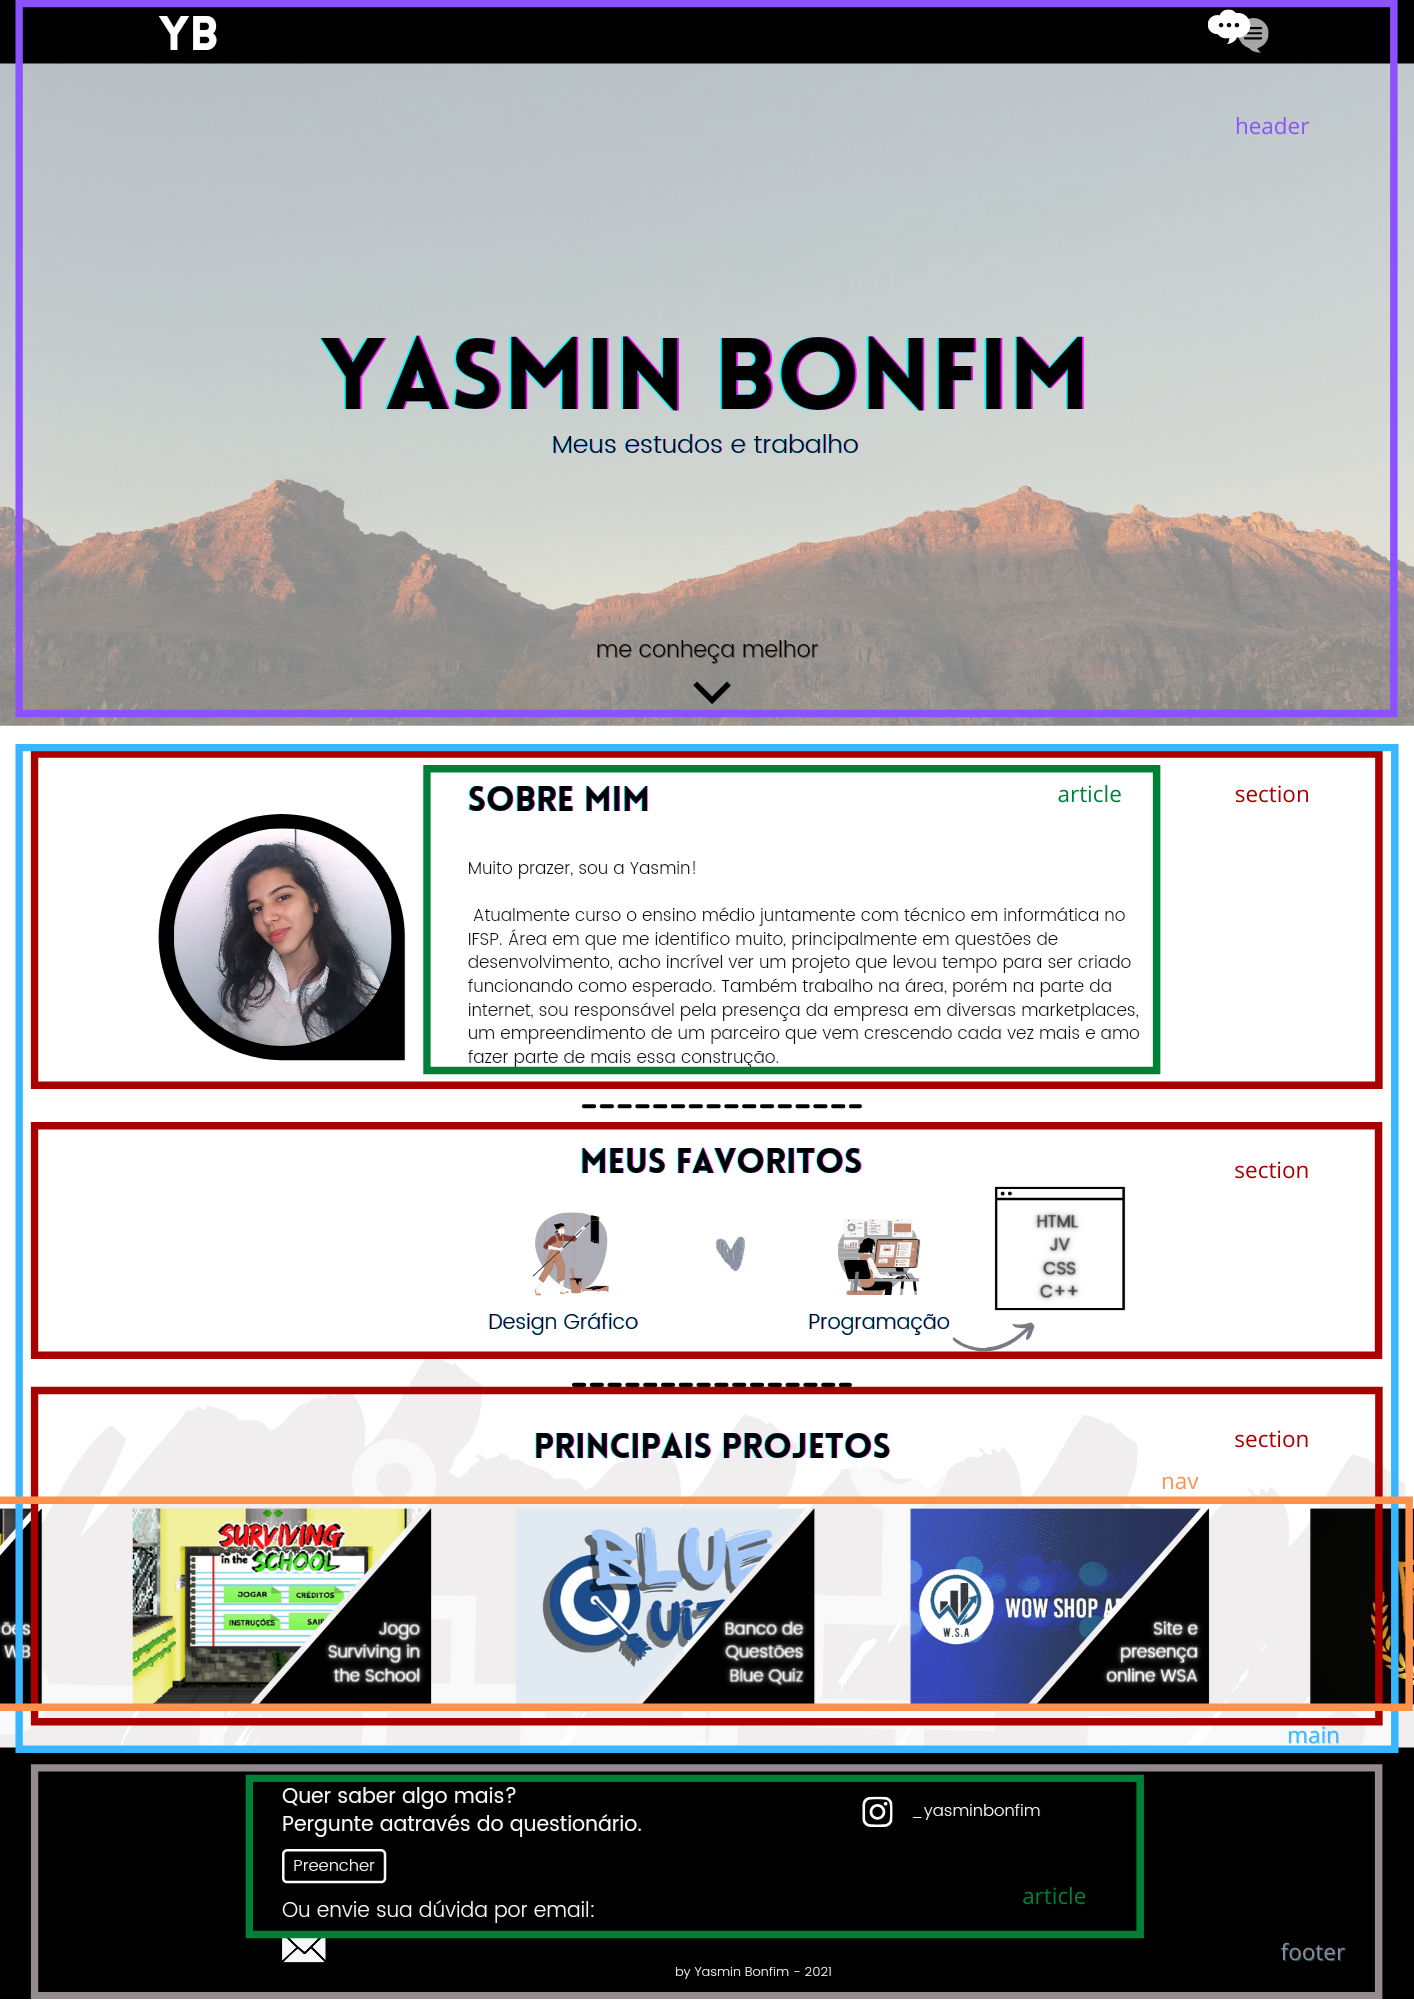 YB
header
YASMIN BONFIM
Meus estudos e trabalho
me conheça melhor
SOBRE MIM
article
section
Muito prazer, sou a Yasmin!
Atualmente curso o ensino médio juntamente com técnico em informática no
IFSP. Área em que me identifico muito, principalmente em questões de
desenvolvimento, acho incrível ver um projeto que levou tempo para ser criado
funcionando como esperado. Também trabalho na área, porém na parte da
internet, sou responsável pela presença da empresa em diversas marketplaces,
um empreendimento de um parceiro que vem crescendo cada vez mais e amo
fazer parte de mais essa construção.
MEUS FAVORITOS
section
HTML
JV
CSS
C++
Design Gráfico
Programação
PRINCIPAIS PROJETOS
section
nav
ões
WB
SURVIVING
in the SCHOOL
JOGAR
CRÉDITOS
INSTRUÇÕES
Jogo
Surviving in
the School
BLUE
QUIZ
Banco de
Questões
Blue Quiz
W.S.A
WOW SHOP
Site e
presença
online WSA
main
Quer saber algo mais?
Pergunte aatravés do questionário.
_yasminbonfim
Preencher
article
Ou envie sua dúvida por email:
footer
by Yasmin Bonfim - 2021